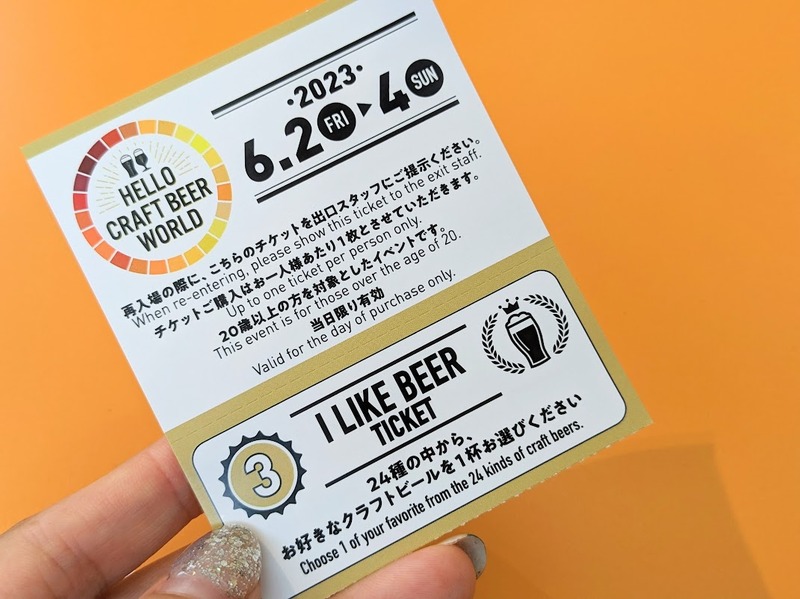 HELLO
CRAFT BEER
WORLD
・2023・
6.2 FRI ▶ 4 SUN
再入場の際に、こちらのチケットを出口スタッフにご提示ください。
When re-entering, please show this ticket to the exit staff.
チケットご購入はお一人様あたり1枚とさせていただきます。
Up to one ticket per person only.
20歳以上の方を対象としたイベントです。
This event is for those over the age of 20.
当日限り有効
Valid for the day of purchase only.
I LIKE BEER
TICKET
3
24種の中から、
お好きなクラフトビールを1杯お選びください
Choose 1 of your favorite from the 24 kinds of craft beers.